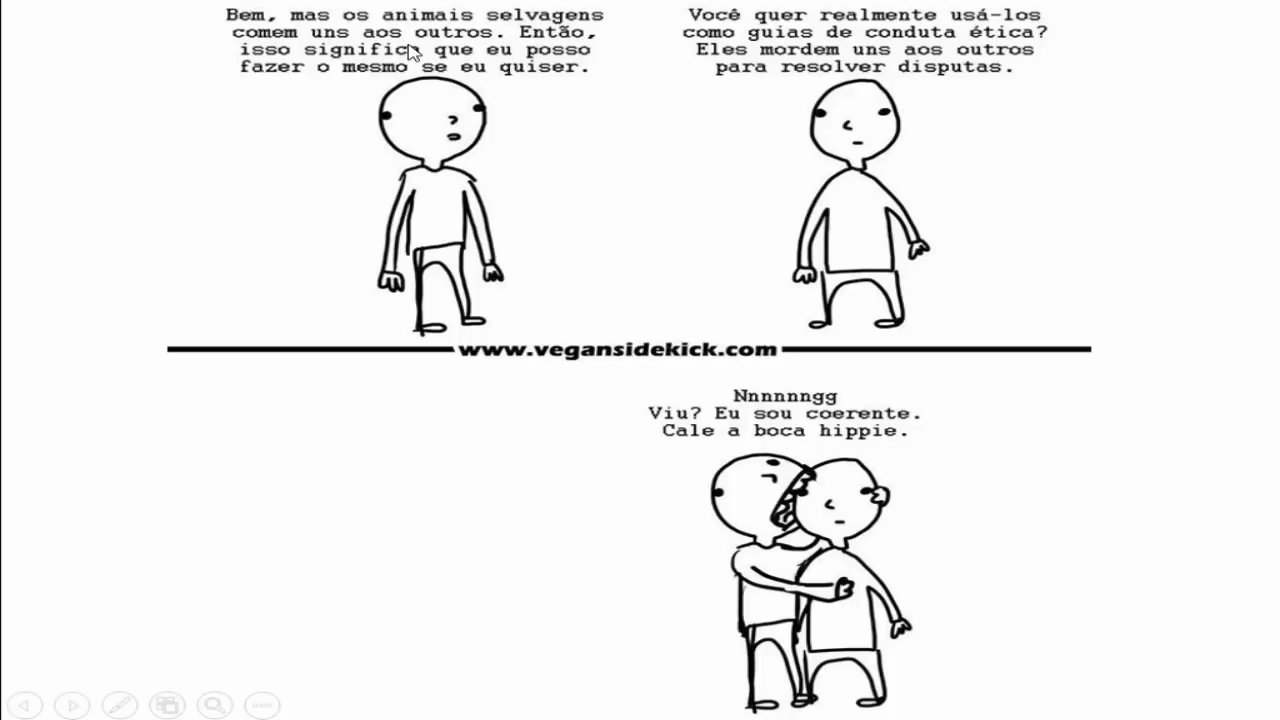 Bem, mas os animais selvagens
comem uns aos outros. Então,
isso significa que eu posso
fazer o mesmo se eu quiser.
Você quer realmente usá-los
como guias de conduta ética?
Eles mordem uns aos outros
para resolver disputas.
www.vegansidekick.com
Nnnnnngg
Viu? Eu sou coerente.
Cale a boca hippie.